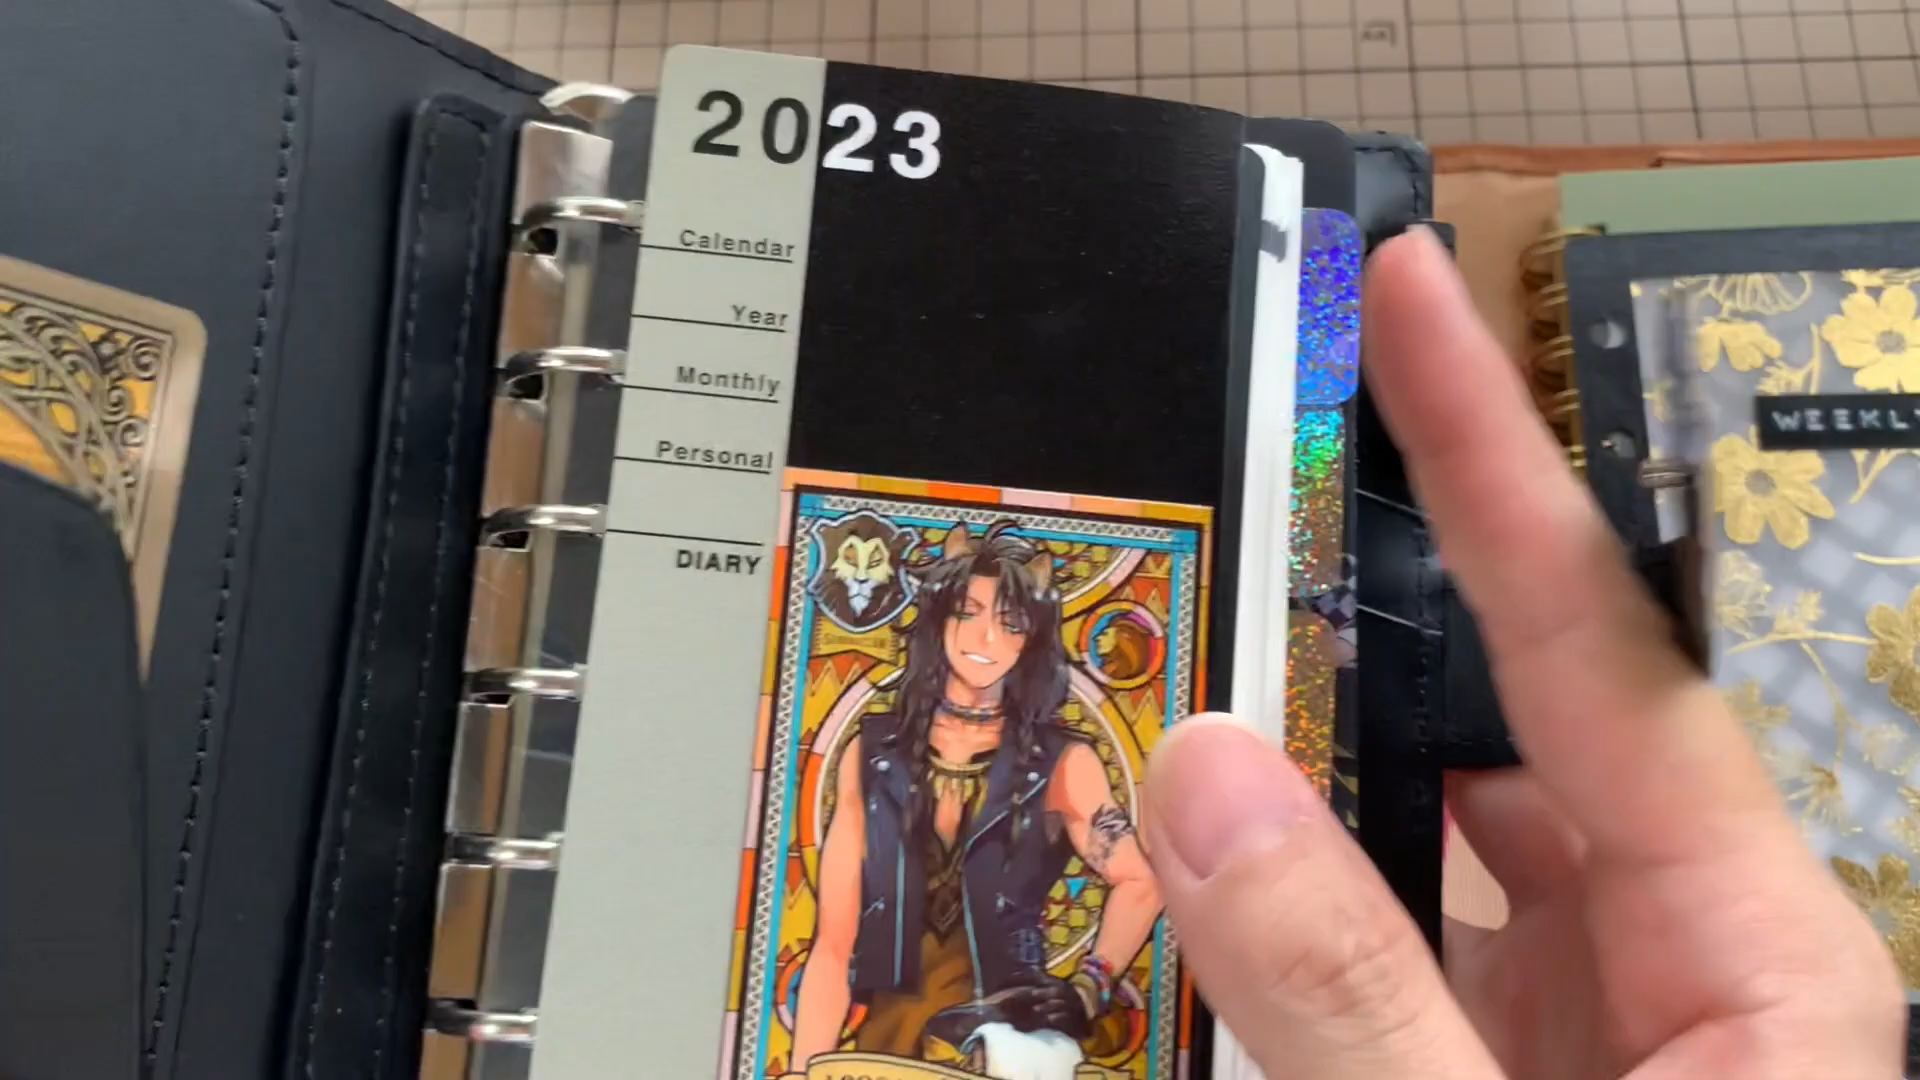 2023
Calendar
Year
Monthly
Personal
DIARY
WEEKLY